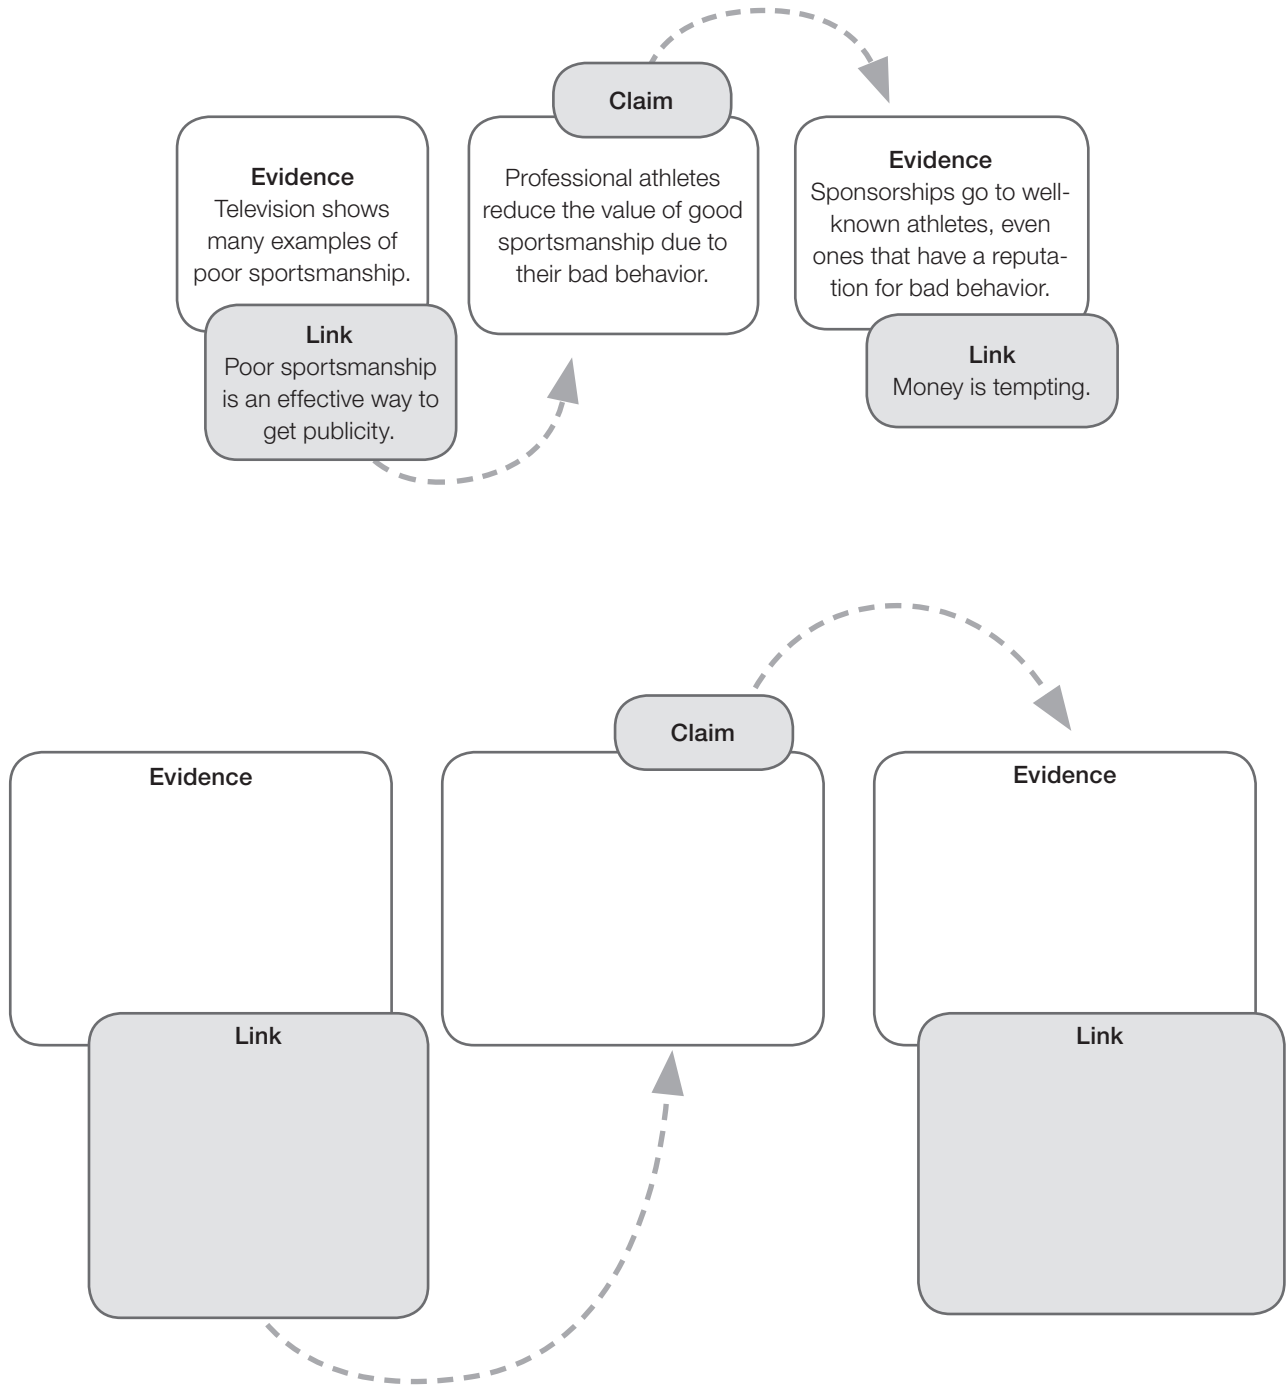 Claim
Evidence
Television shows
many examples of
poor sportsmanship.
Link
Poor sportsmanship
is an effective way to
get publicity.
Professional athletes
reduce the value of good
sportsmanship due to
their bad behavior.
Evidence
Sponsorships go to well-
known athletes, even
ones that have a reputa-
tion for bad behavior.
Link
Money is tempting.
Claim
Evidence
Link
Evidence
Link